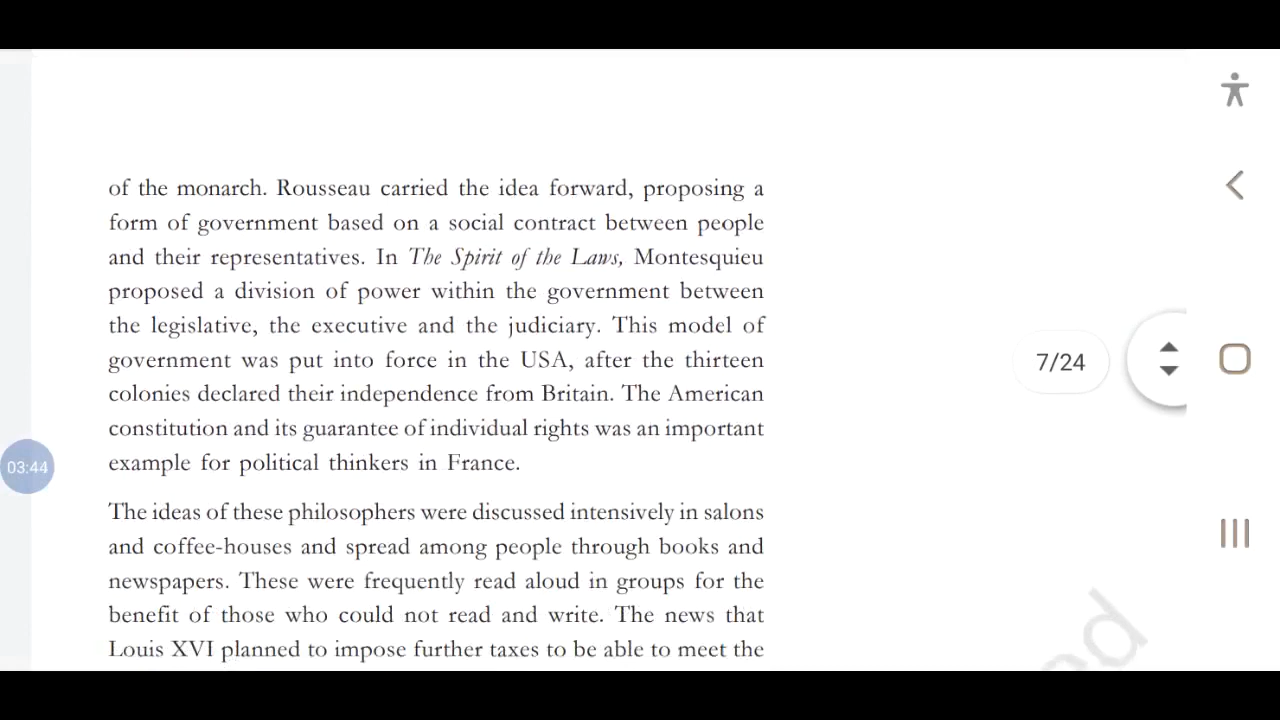 of the monarch. Rousseau carried the idea forward, proposing a
form of government based on a social contract between people
and their representatives. In The Spirit of the Laws, Montesquieu
proposed a division of power within the government between
the legislative, the executive and the judiciary. This model of
government was put into force in the USA, after the thirteen
colonies declared their independence from Britain. The American
constitution and its guarantee of individual rights was an important
example for political thinkers in France.
The ideas of these philosophers were discussed intensively in salons
and coffee-houses and spread among people through books and
newspapers. These were frequently read aloud in groups for the
benefit of those who could not read and write. The news that
Louis XVI planned to impose further taxes to be able to meet the
7/24
03:44
ed